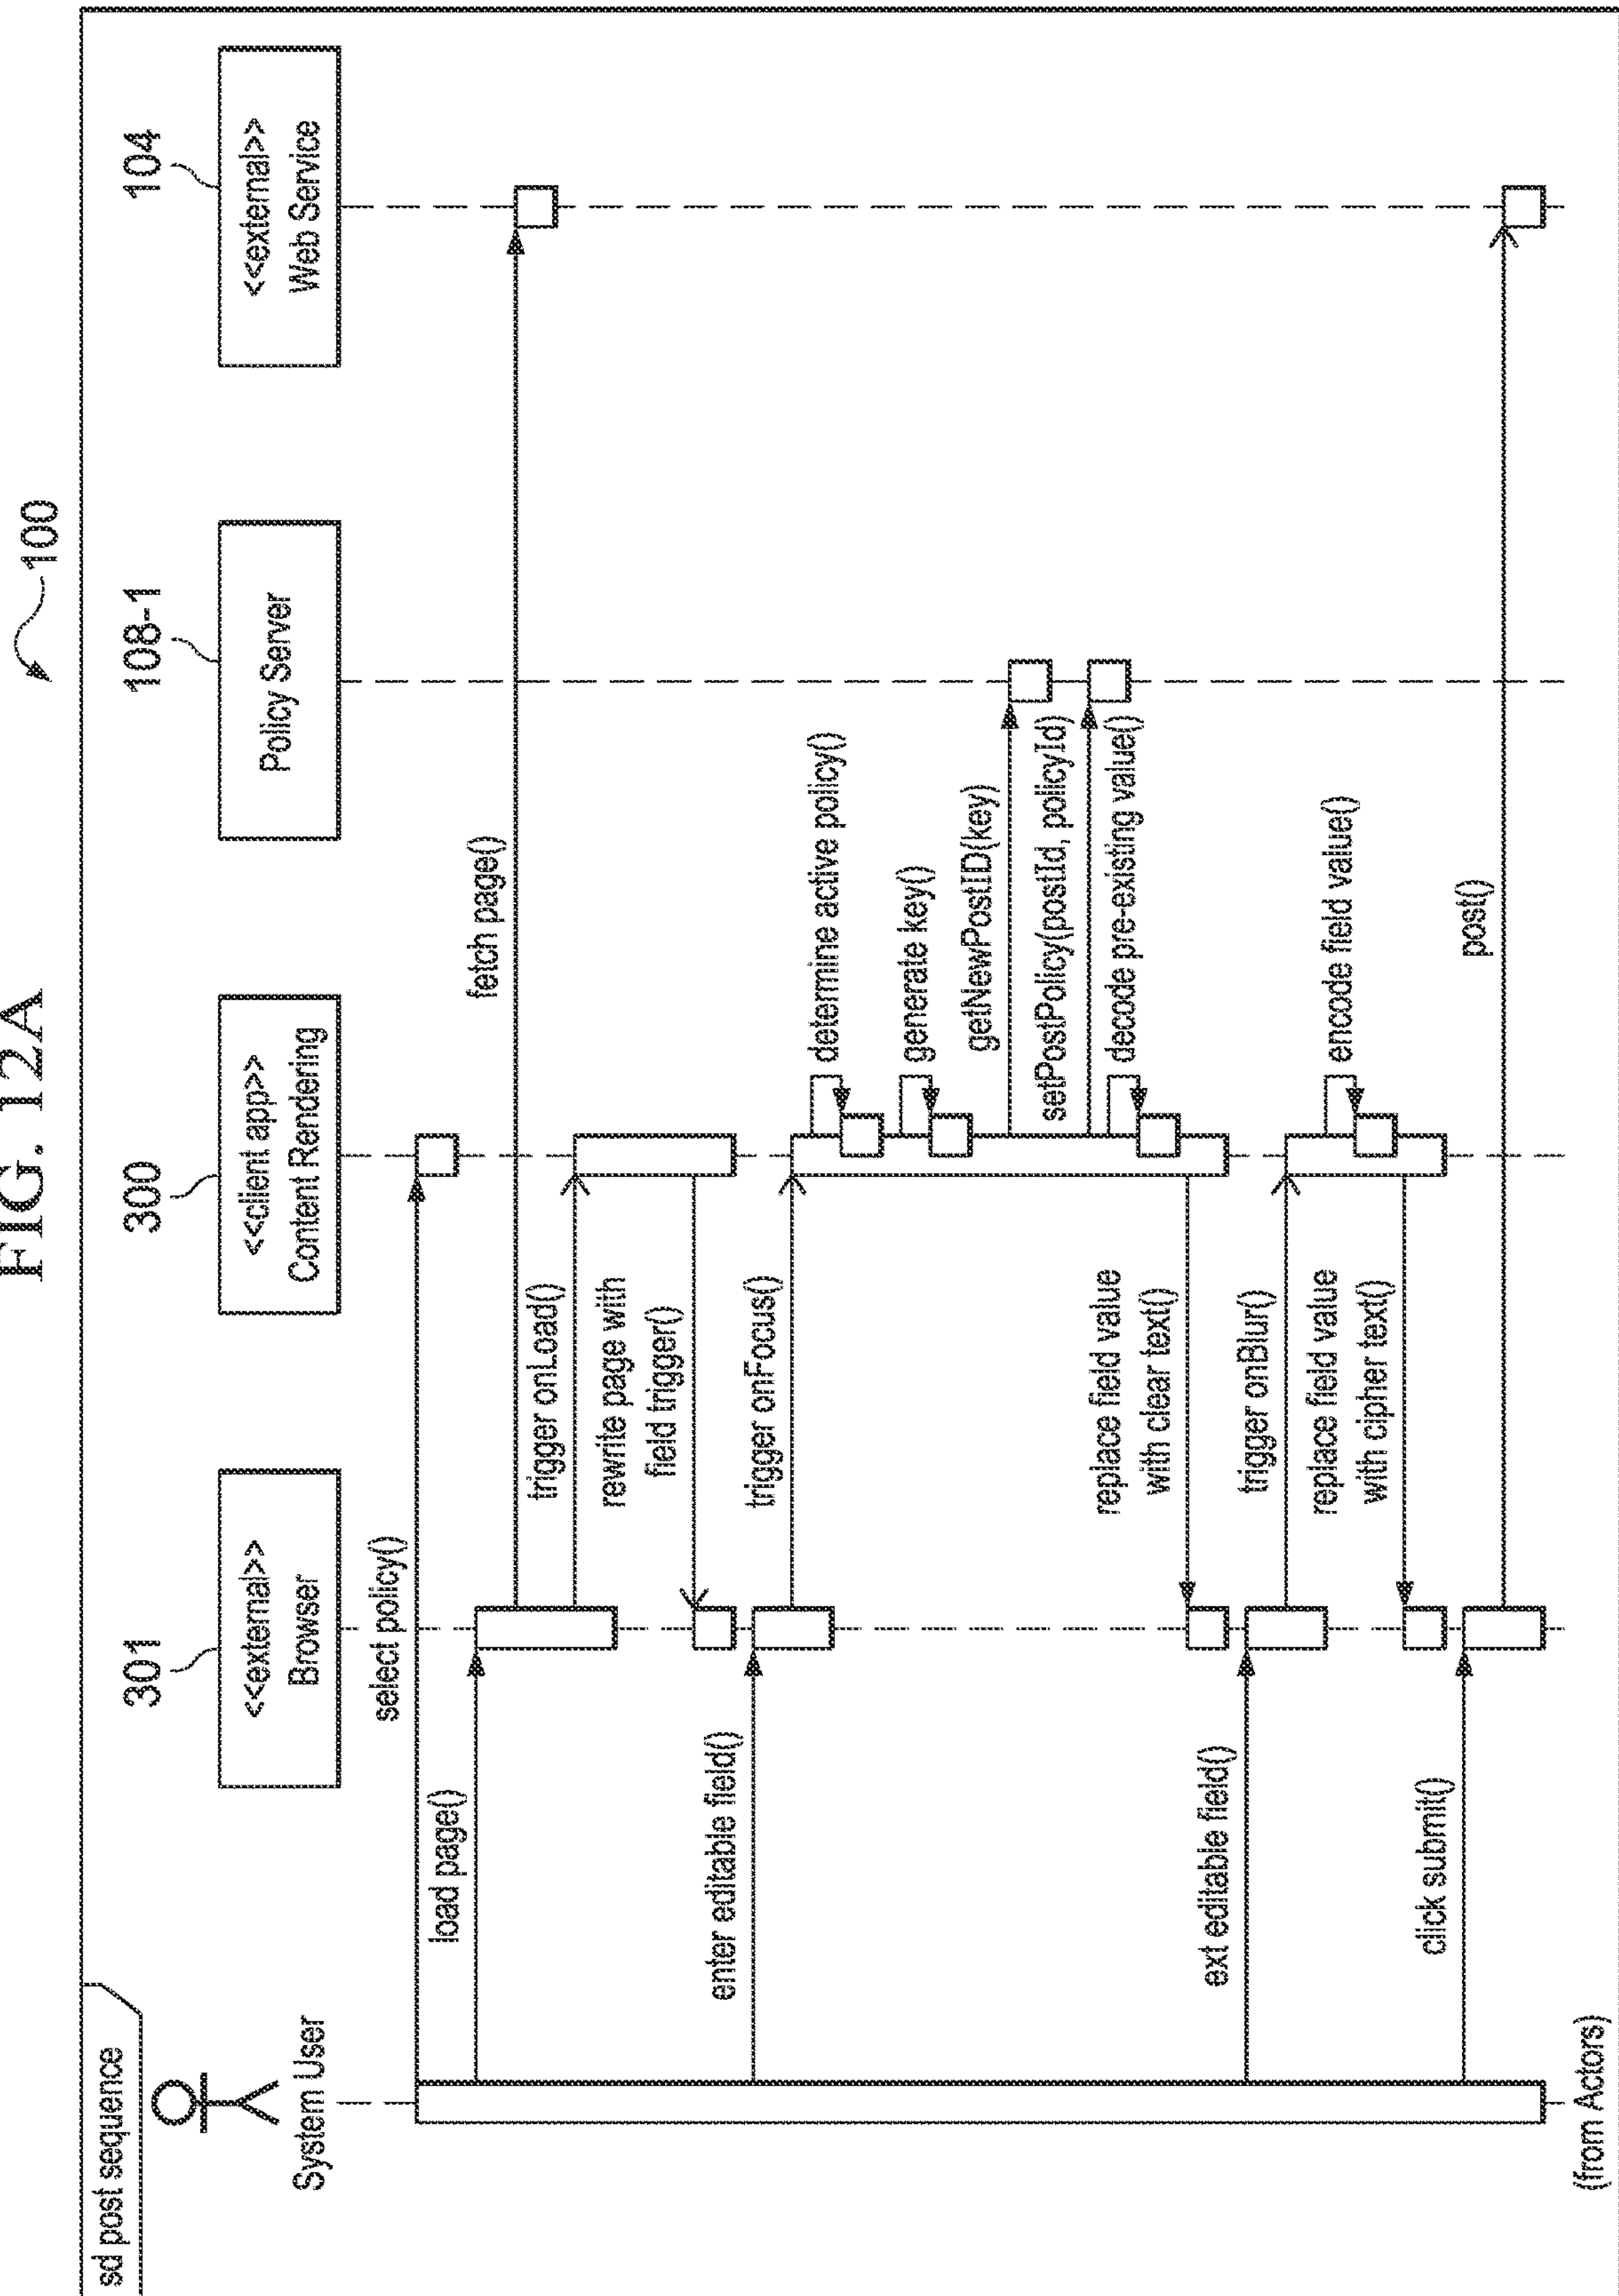 FIG. 12A
100
sd post sequence
System User
301
<<external>>
Browser
300
<<client app>>
Content Rendering
108-1
Policy Server
104
<<external>>
Web Service
select policy()
load page()
fetch page()
trigger onLoad()
rewrite page with
field trigger()
enter editable field()
trigger onFocus()
determine active policy()
generate key()
getNewPostID(key)
setPostPolicy(postId, policyId)
decode pre-existing value()
replace field value
with clear text()
ext editable field()
trigger onBlur()
encode field value()
replace field value
with cipher text()
click submit()
post()
(from Actors)